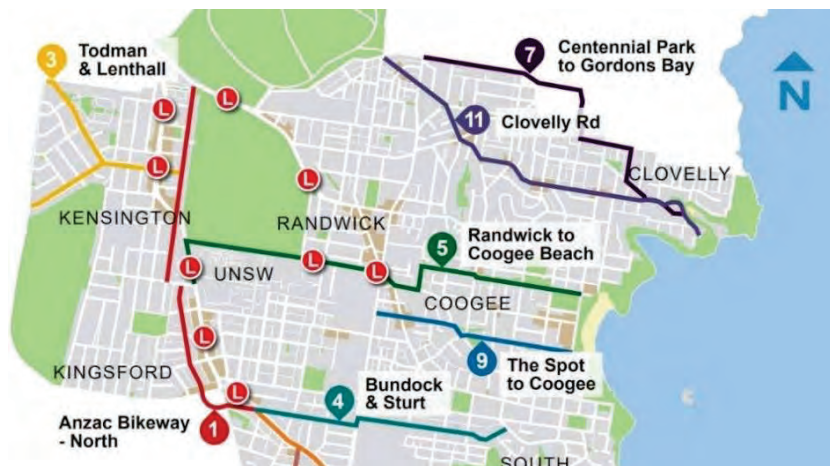 3
Todman
& Lenthall
L
L
7
Centennial Park
to Gordons Bay
N
L
11
Clovelly Rd
L
L
CLOVELLY
KENSINGTON
RANDWICK
5
Randwick to
Coogee Beach
L
UNSW
L
L
COOGEE
L
9
The Spot
to Coogee
KINGSFORD
Bundock
& Sturt
L
4
Anzac Bikeway
- North
1
SOUTH